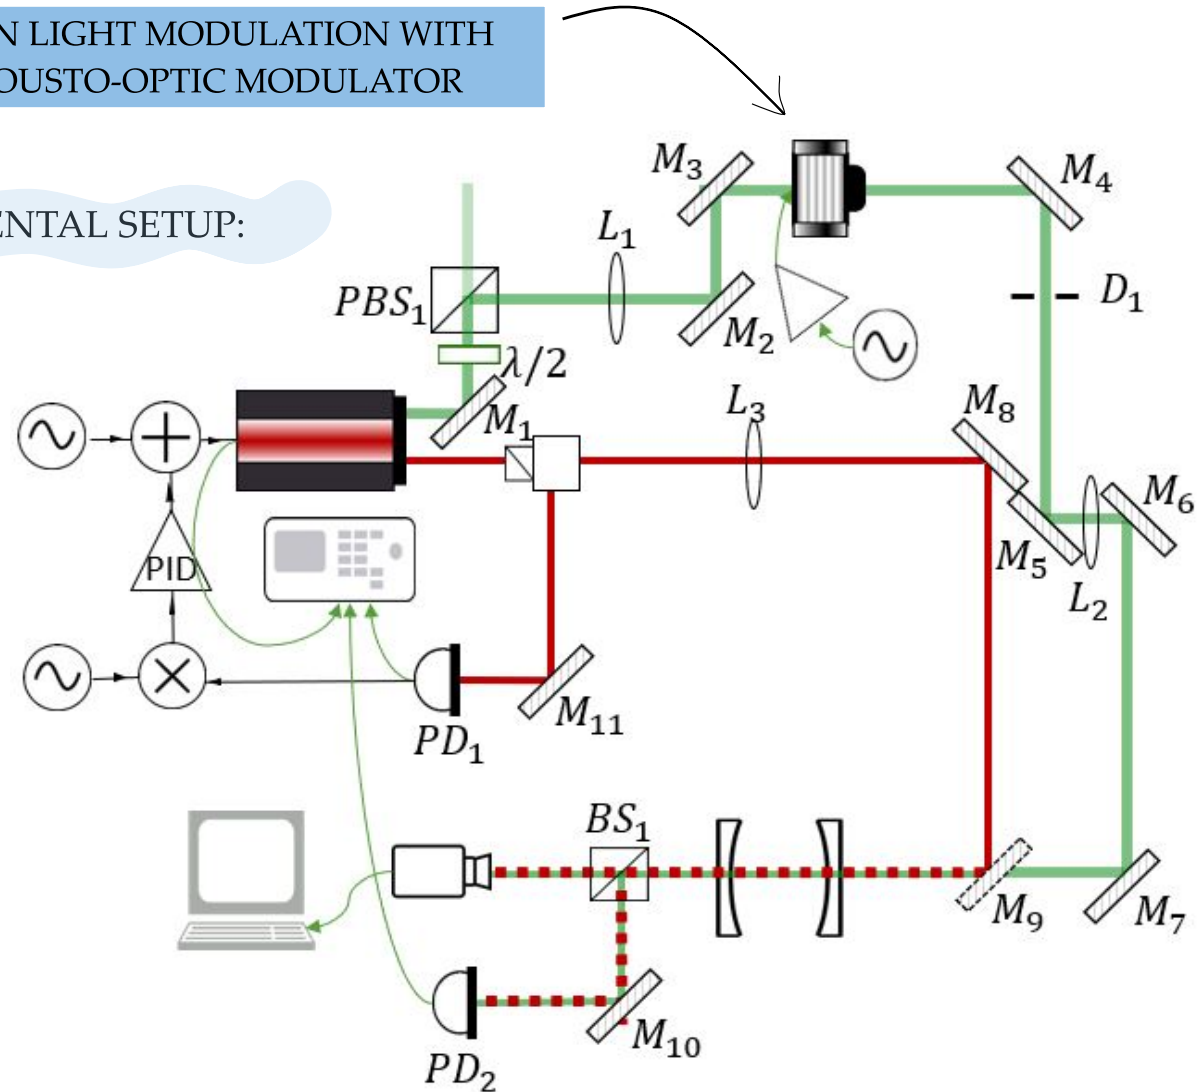 N LIGHT MODULATION WITH
OUSTO-OPTIC MODULATOR
ENTAL SETUP:
M₃
M₄
L₁
PBS₁
D₁
M₂
λ/2
M₁
L₃
M₈
M₆
M₅
L₂
PID
M₁₁
PD₁
BS₁
M₉
M₇
M₁₀
PD₂